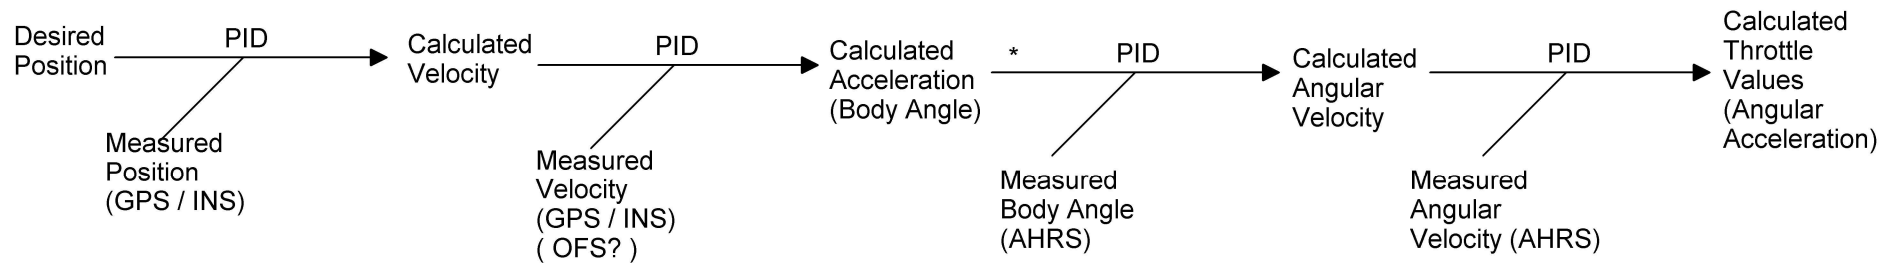 Desired
Position
PID
Measured
Position
(GPS / INS)
Calculated
Velocity
PID
Measured
Velocity
(GPS / INS)
( OFS? )
Calculated
Acceleration
(Body Angle)
*
PID
Measured
Body Angle
(AHRS)
Calculated
Angular
Velocity
PID
Measured
Angular
Velocity (AHRS)
Calculated
Throttle
Values
(Angular
Acceleration)